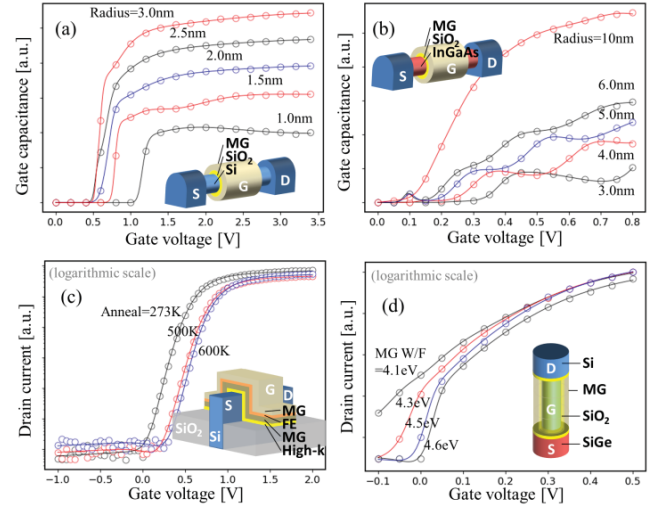 (a)
Radius=3.0nm
2.5nm
2.0nm
1.5nm
1.0nm
MG
SiO2
Si
S
G
D
Gate capacitance [a.u.]
0.0 0.5 1.0 1.5 2.0 2.5 3.0 3.5
Gate voltage [V]
(b)
MG
SiO2
InGaAs
S
G
D
Radius=10nm
6.0nm
5.0nm
4.0nm
3.0nm
Gate capacitance [a.u.]
0.0 0.1 0.2 0.3 0.4 0.5 0.6 0.7 0.8
Gate voltage [V]
(logarithmic scale)
(c)
Anneal=273K
500K
600K
S
G
D
SiO2
Si
MG
FE
MG
High-k
Drain current [a.u.]
-1.0 -0.5 0.0 0.5 1.0 1.5 2.0
Gate voltage [V]
(logarithmic scale)
(d)
MG W/F
=4.1eV
4.3eV
4.5eV
4.6eV
D
G
S
Si
MG
SiO2
SiGe
Drain current [a.u.]
-0.1 0.0 0.1 0.2 0.3 0.4 0.5
Gate voltage [V]